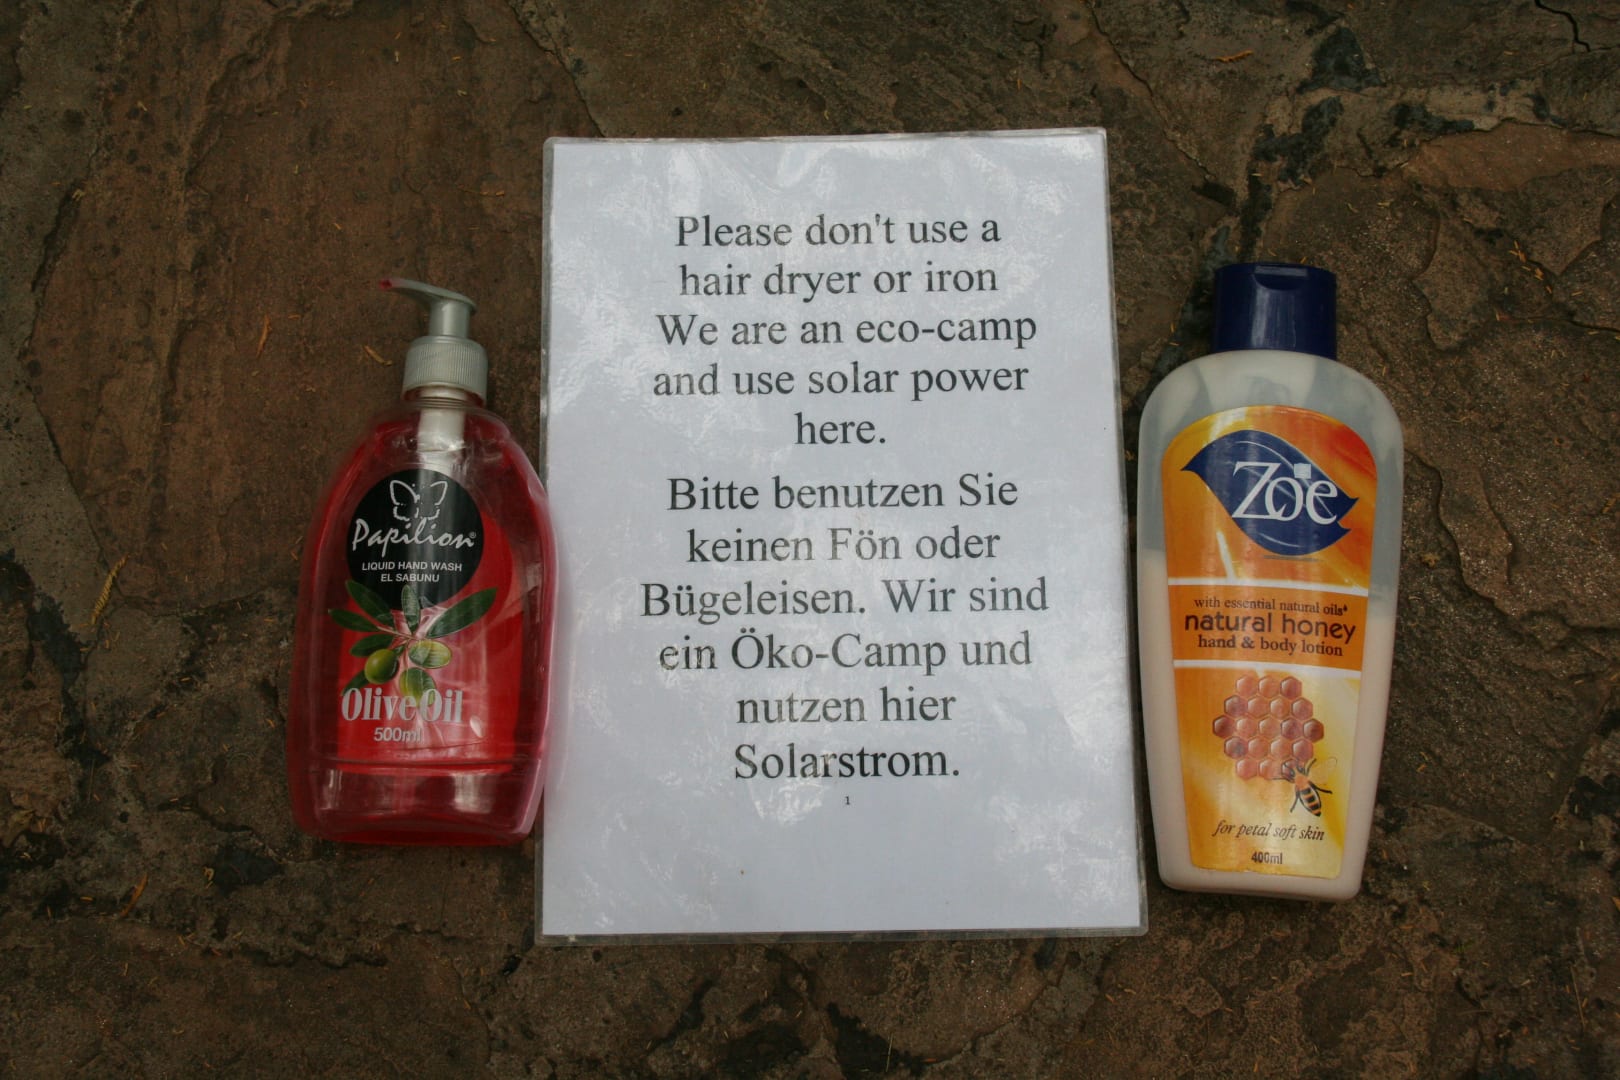 Papilion®
LIQUID HAND WASH
EL SABUNU
Olive Oil
500ml
Please don't use a
hair dryer or iron
We are an eco-camp
and use solar power
here.
Bitte benutzen Sie
keinen Fön oder
Bügeleisen. Wir sind
ein Öko-Camp und
nutzen hier
Solarstrom.
1
Zoe
with essential natural oils*
natural honey
hand & body lotion
for petal soft skin
400ml